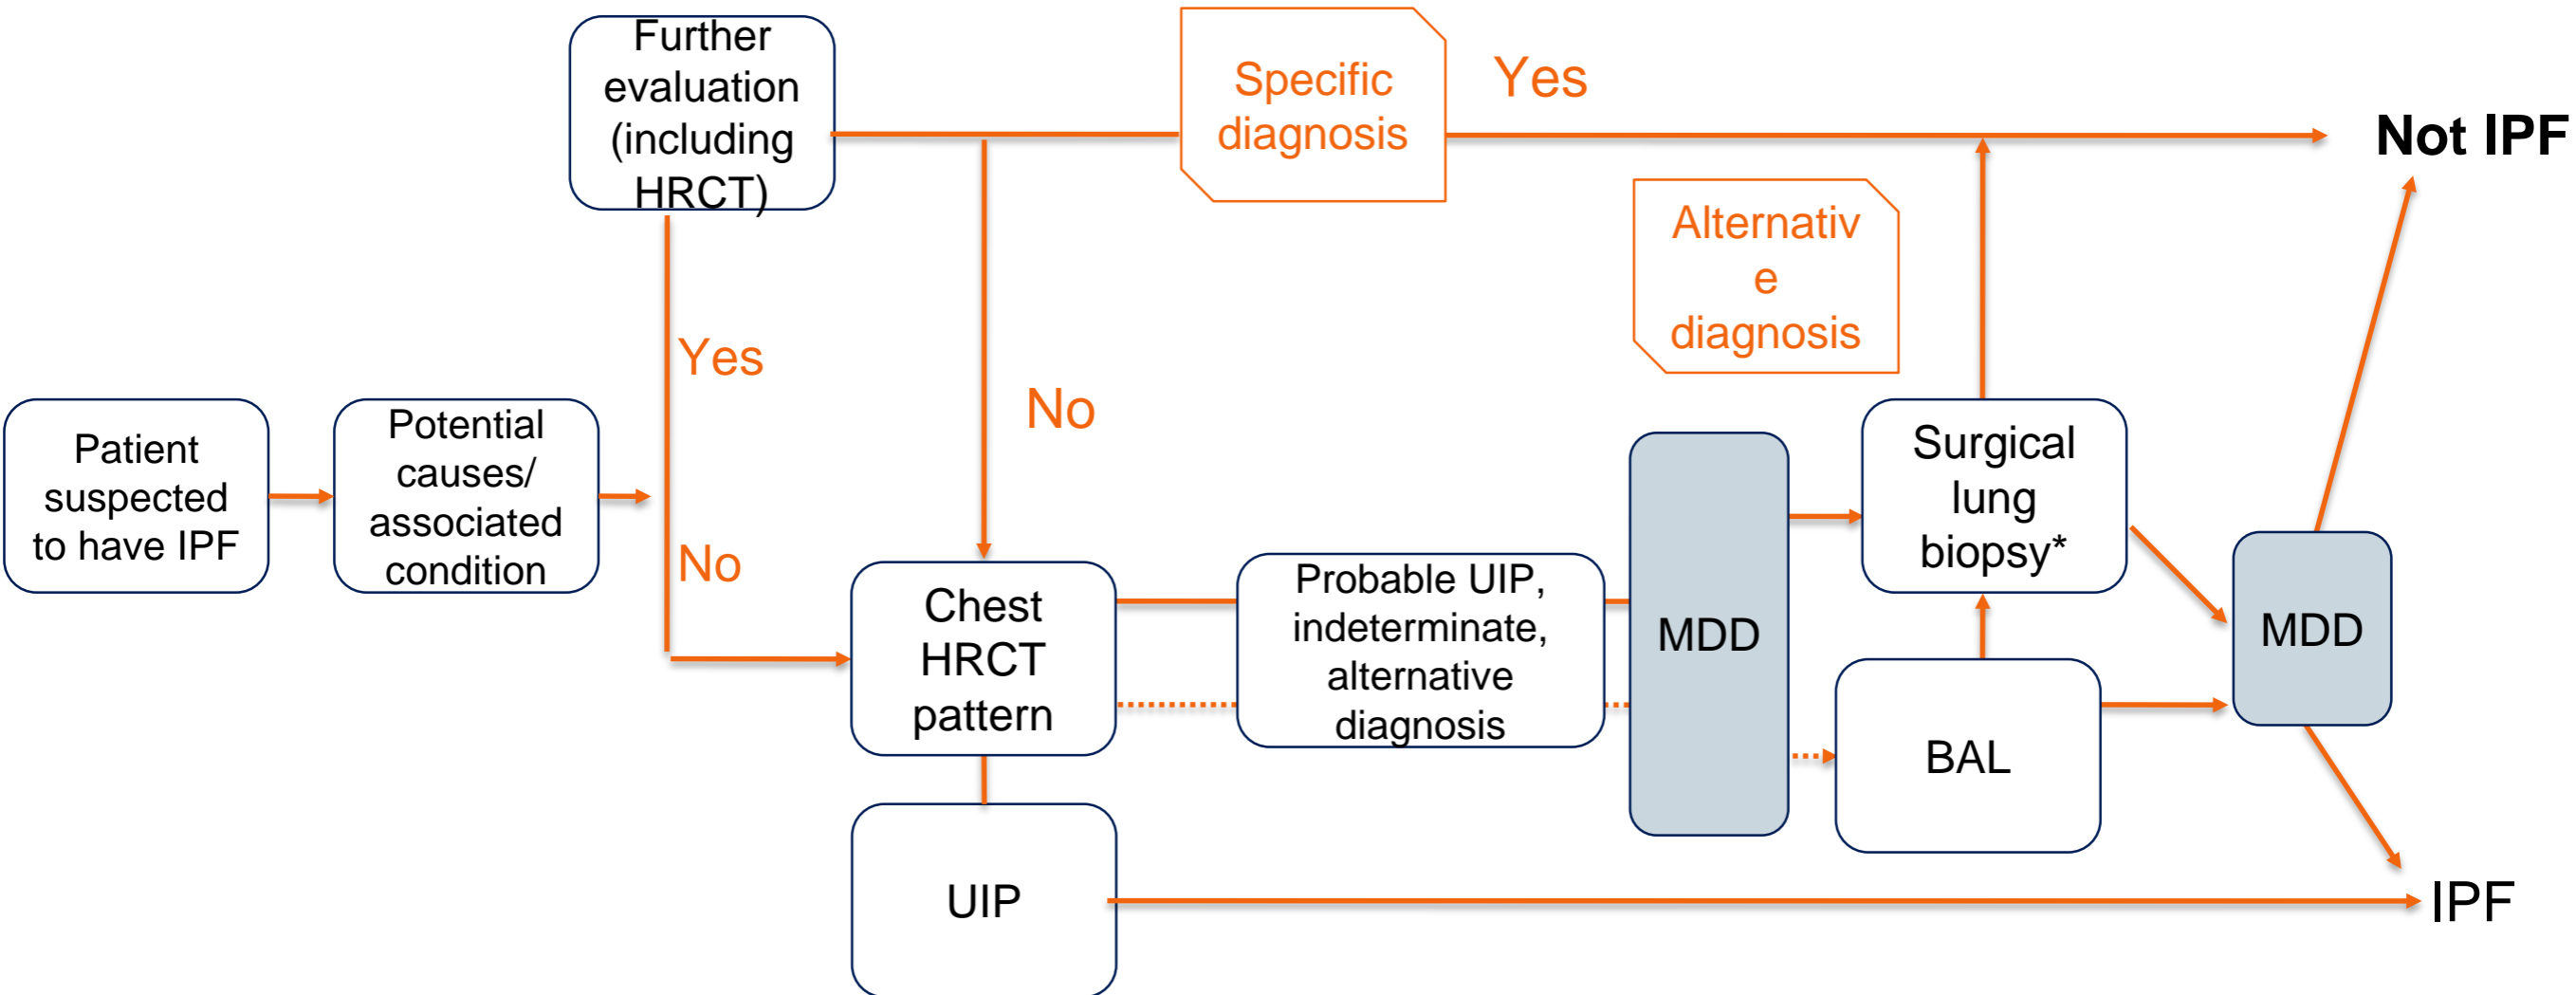 Further
evaluation
(including
HRCT)
Specific
diagnosis
Yes
Not IPF
Alternativ
e
diagnosis
Yes
No
Patient
suspected
to have IPF
Potential
causes/
associated
condition
No
Chest
HRCT
pattern
Probable UIP,
indeterminate,
alternative
diagnosis
MDD
Surgical
lung
biopsy*
BAL
MDD
UIP
IPF